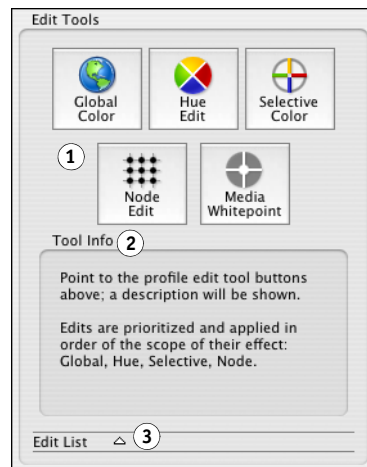 Edit Tools
Global
Color
Hue
Edit
Selective
Color
1
Node
Edit
Media
Whitepoint
Tool Info 2
Point to the profile edit tool buttons
above; a description will be shown.
Edits are prioritized and applied in
order of the scope of their effect:
Global, Hue, Selective, Node.
Edit List 3